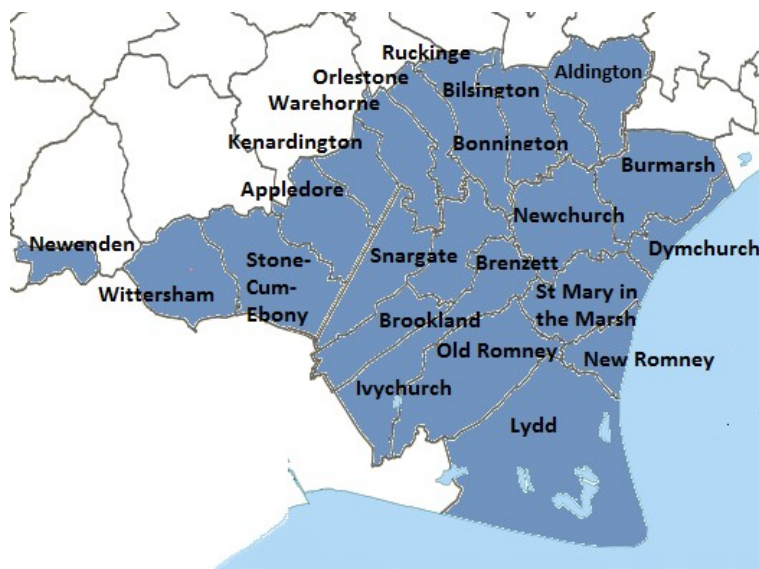 Ruckinge
Orlestone
Warehorne
Bilsington
Aldington
Kenardington
Bonnington
Burmarsh
Appledore
Newchurch
Newenden
Stone-
Cum-
Ebony
Snargate
Brenzett
Dymchurch
Wittersham
St Mary in
the Marsh
Brookland
Old Romney
New Romney
Ivychurch
Lydd